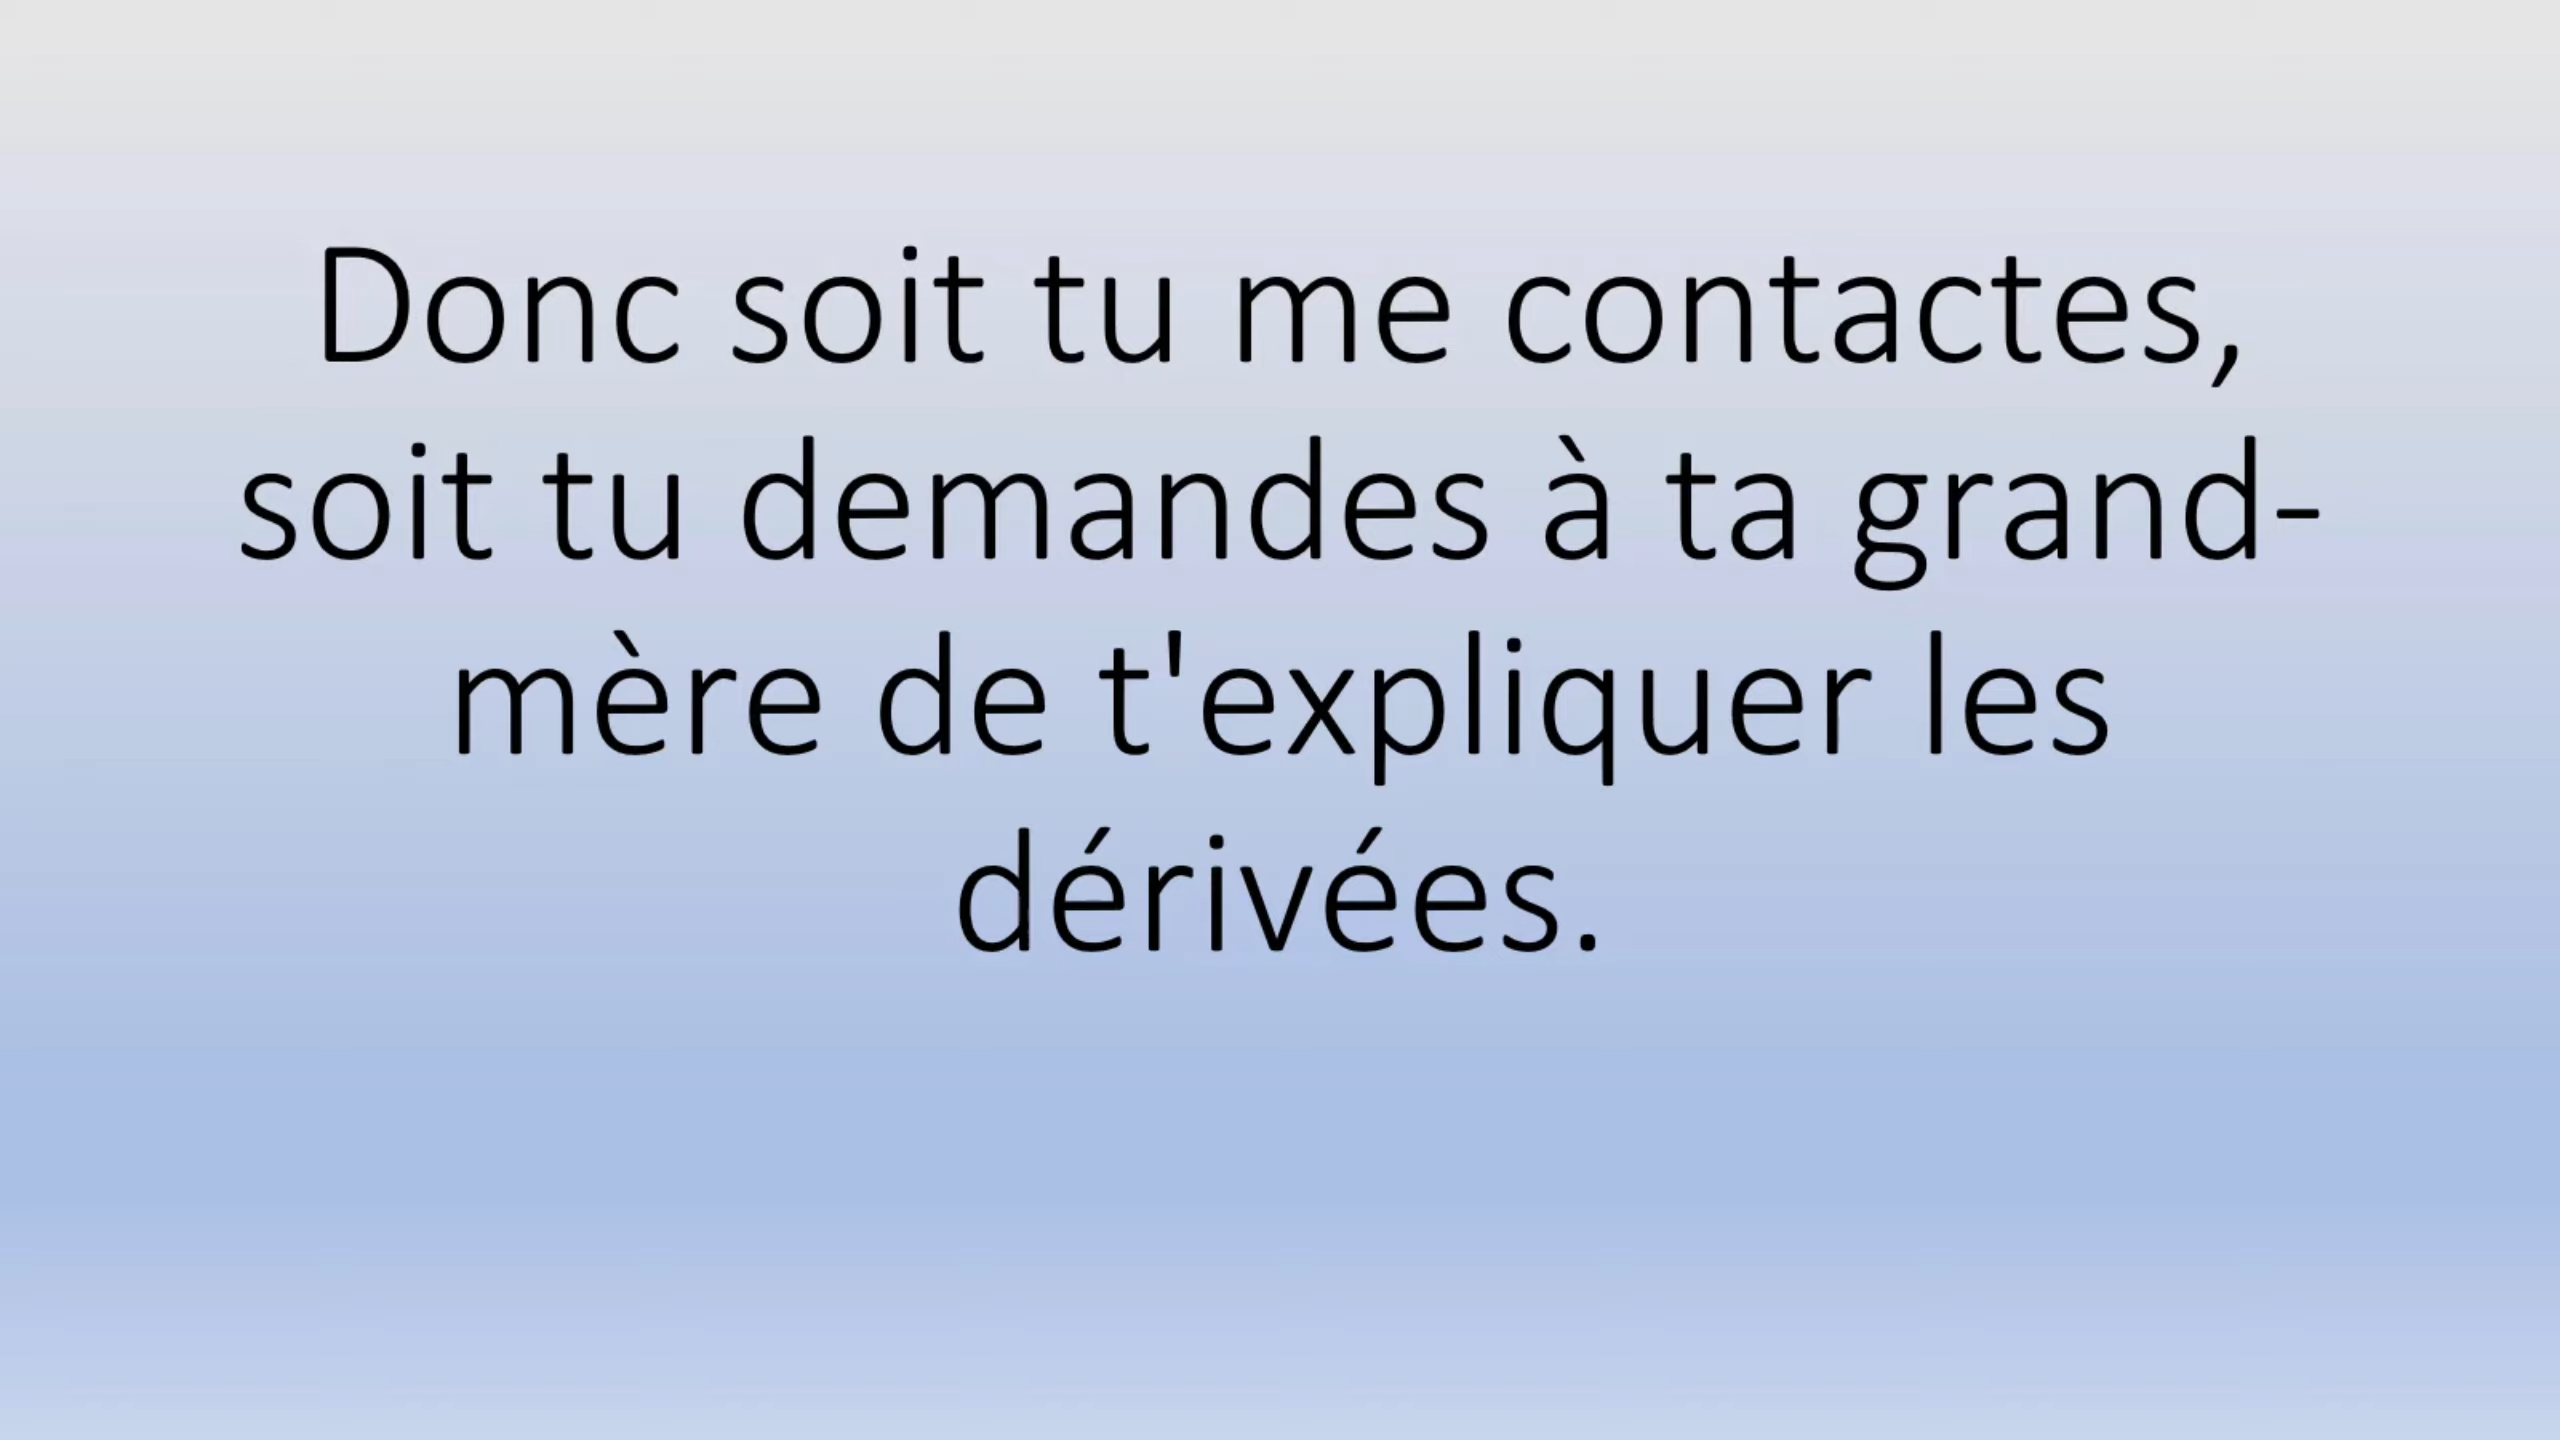 Donc soit tu me contactes,
soit tu demandes à ta grand-
mère de t'expliquer les
dérivées.